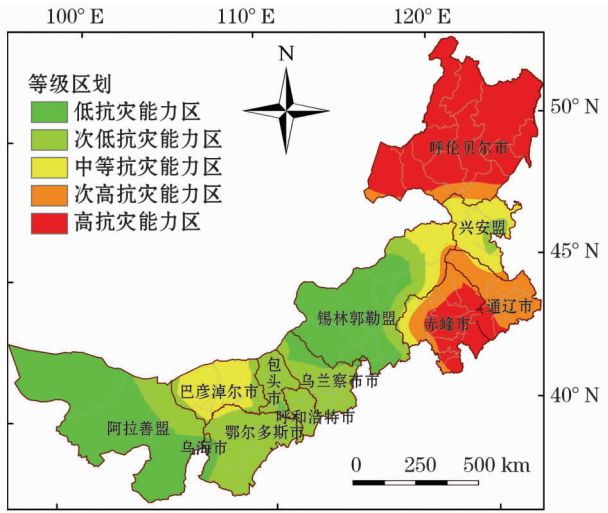 100° E
110° E
120° E
N
等级区划
低抗灾能力区
次低抗灾能力区
中等抗灾能力区
次高抗灾能力区
高抗灾能力区
50° N
呼伦贝尔市
兴安盟
45° N
通辽市
锡林郭勒盟
赤峰市
包头市
乌兰察布市
巴彦淖尔市
40° N
呼和浩特市
阿拉善盟
鄂尔多斯市
乌海市
0 250 500 km